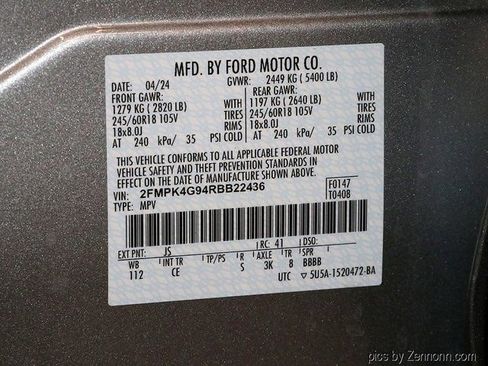 MFD. BY FORD MOTOR CO.
DATE: 04/24 GVWR: 2449 KG ( 5400 LB)
FRONT GAWR: REAR GAWR:
1279 KG ( 2820 LB) WITH 1197 KG ( 2640 LB) WITH
245/60R18 105V TIRES 245/60R18 105V TIRES
18x8.0J RIMS 18x8.0J RIMS
AT 240 kPa/ 35 PSI COLD AT 240 kPa/ 35 PSI COLD
THIS VEHICLE CONFORMS TO ALL APPLICABLE FEDERAL MOTOR
VEHICLE SAFETY AND THEFT PREVENTION STANDARDS IN
EFFECT ON THE DATE OF MANUFACTURE SHOWN ABOVE.
VIN: 2FMPK4G94RBB22436 F0147
TYPE: MPV T0408
EXT PNT: JS RC: 41 DSO:
WB INT TR TP/PS R AXLE TR SPR
112 CE S 3K 8 BBBB
UTC ▽ 5U5A-1520472-BA
pics by Zennonn.com